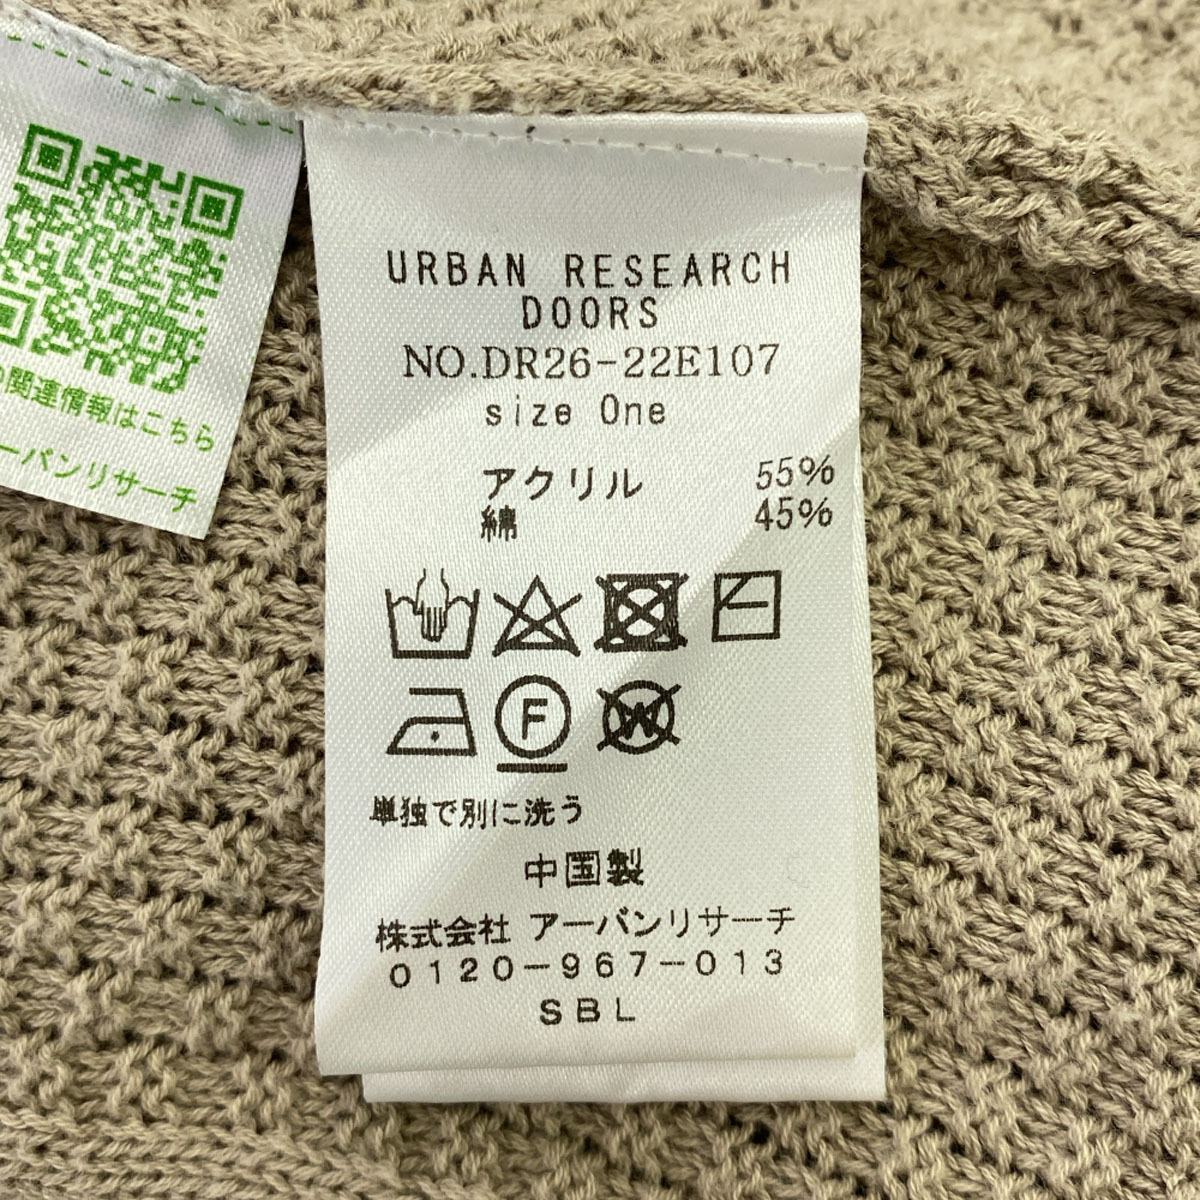 関連情報はこちら
ーバンリサーチ
URBAN RESEARCH
DOORS
NO.DR26-22E107
size One
アクリル 55%
綿 45%
F
W
単独で別に洗う
中国製
株式会社 アーバンリサーチ
0120-967-013
SBL